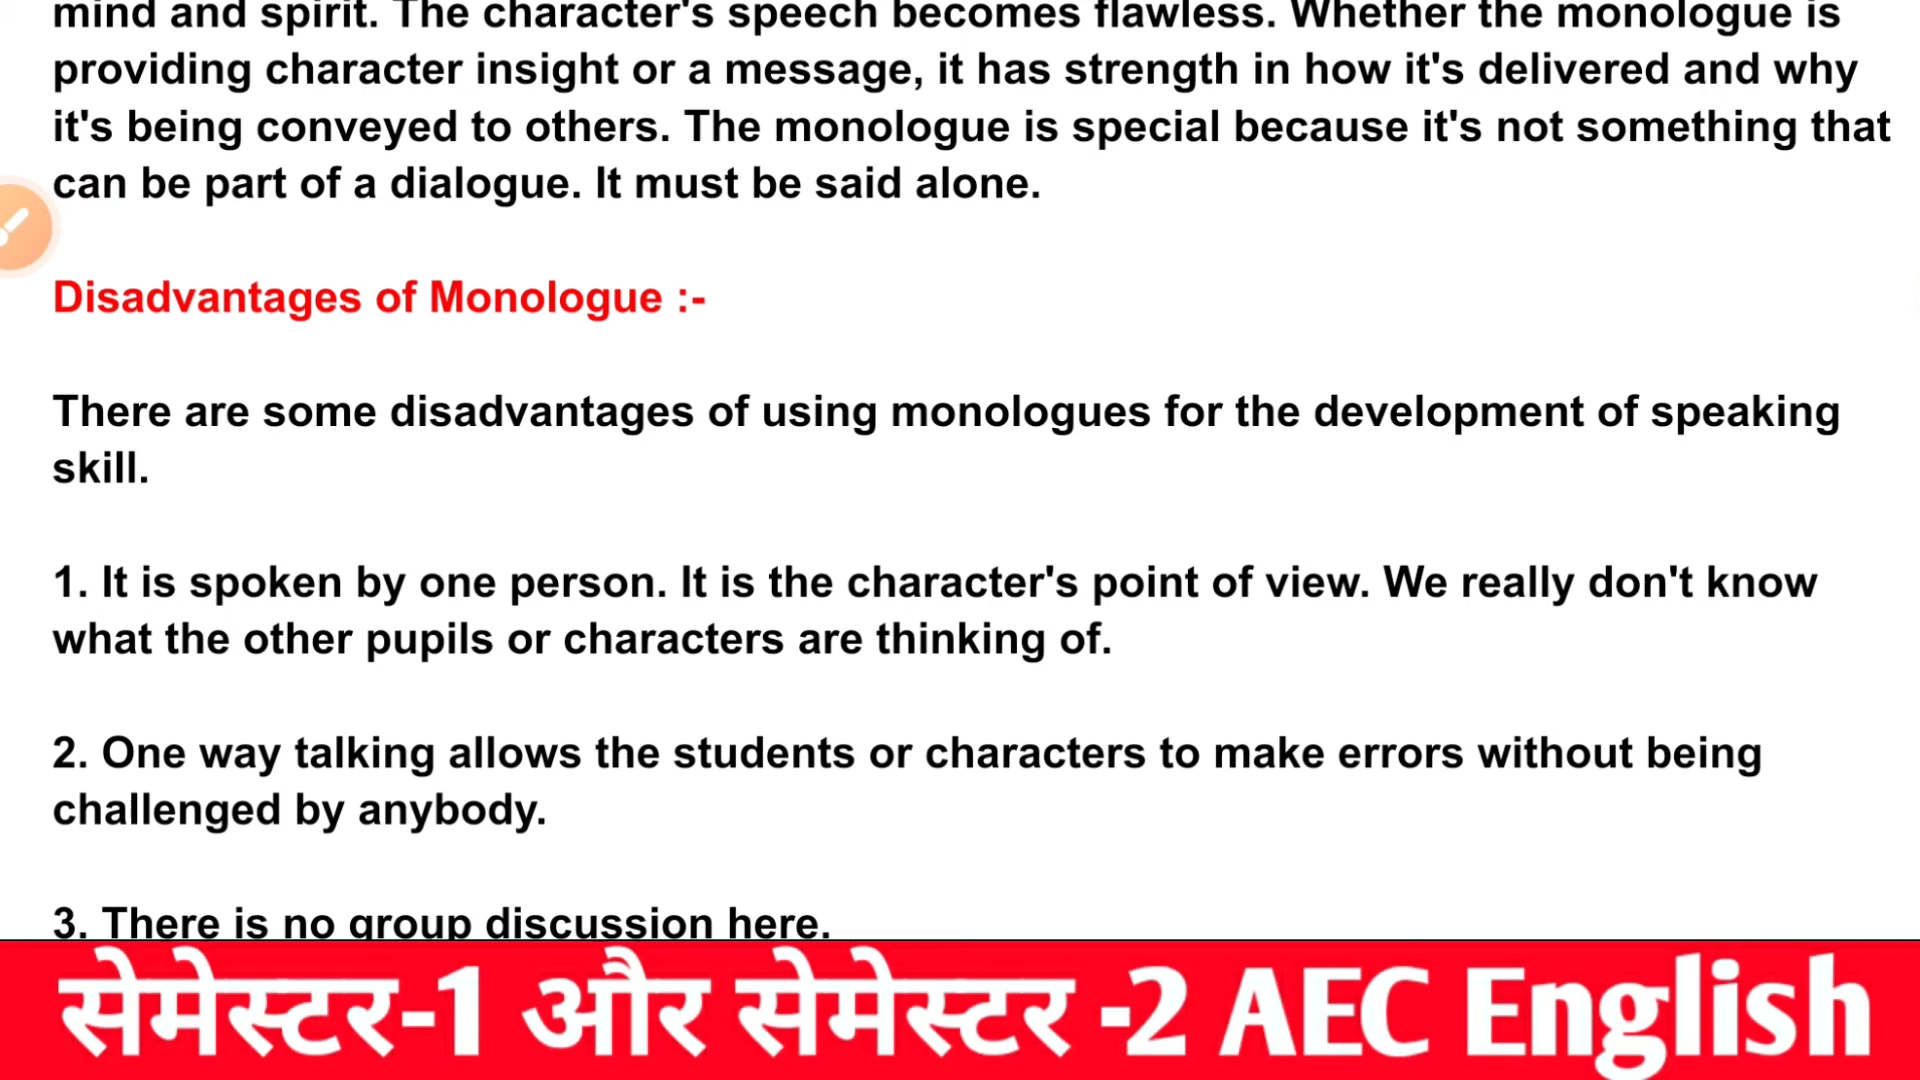 mind and spirit. The character's speech becomes flawless. Whether the monologue is
providing character insight or a message, it has strength in how it's delivered and why
it's being conveyed to others. The monologue is special because it's not something that
can be part of a dialogue. It must be said alone.
Disadvantages of Monologue :-
There are some disadvantages of using monologues for the development of speaking
skill.
1. It is spoken by one person. It is the character's point of view. We really don't know
what the other pupils or characters are thinking of.
2. One way talking allows the students or characters to make errors without being
challenged by anybody.
3. There is no group discussion here.
सेमेस्टर-1 और सेमेस्टर -2 AEC English